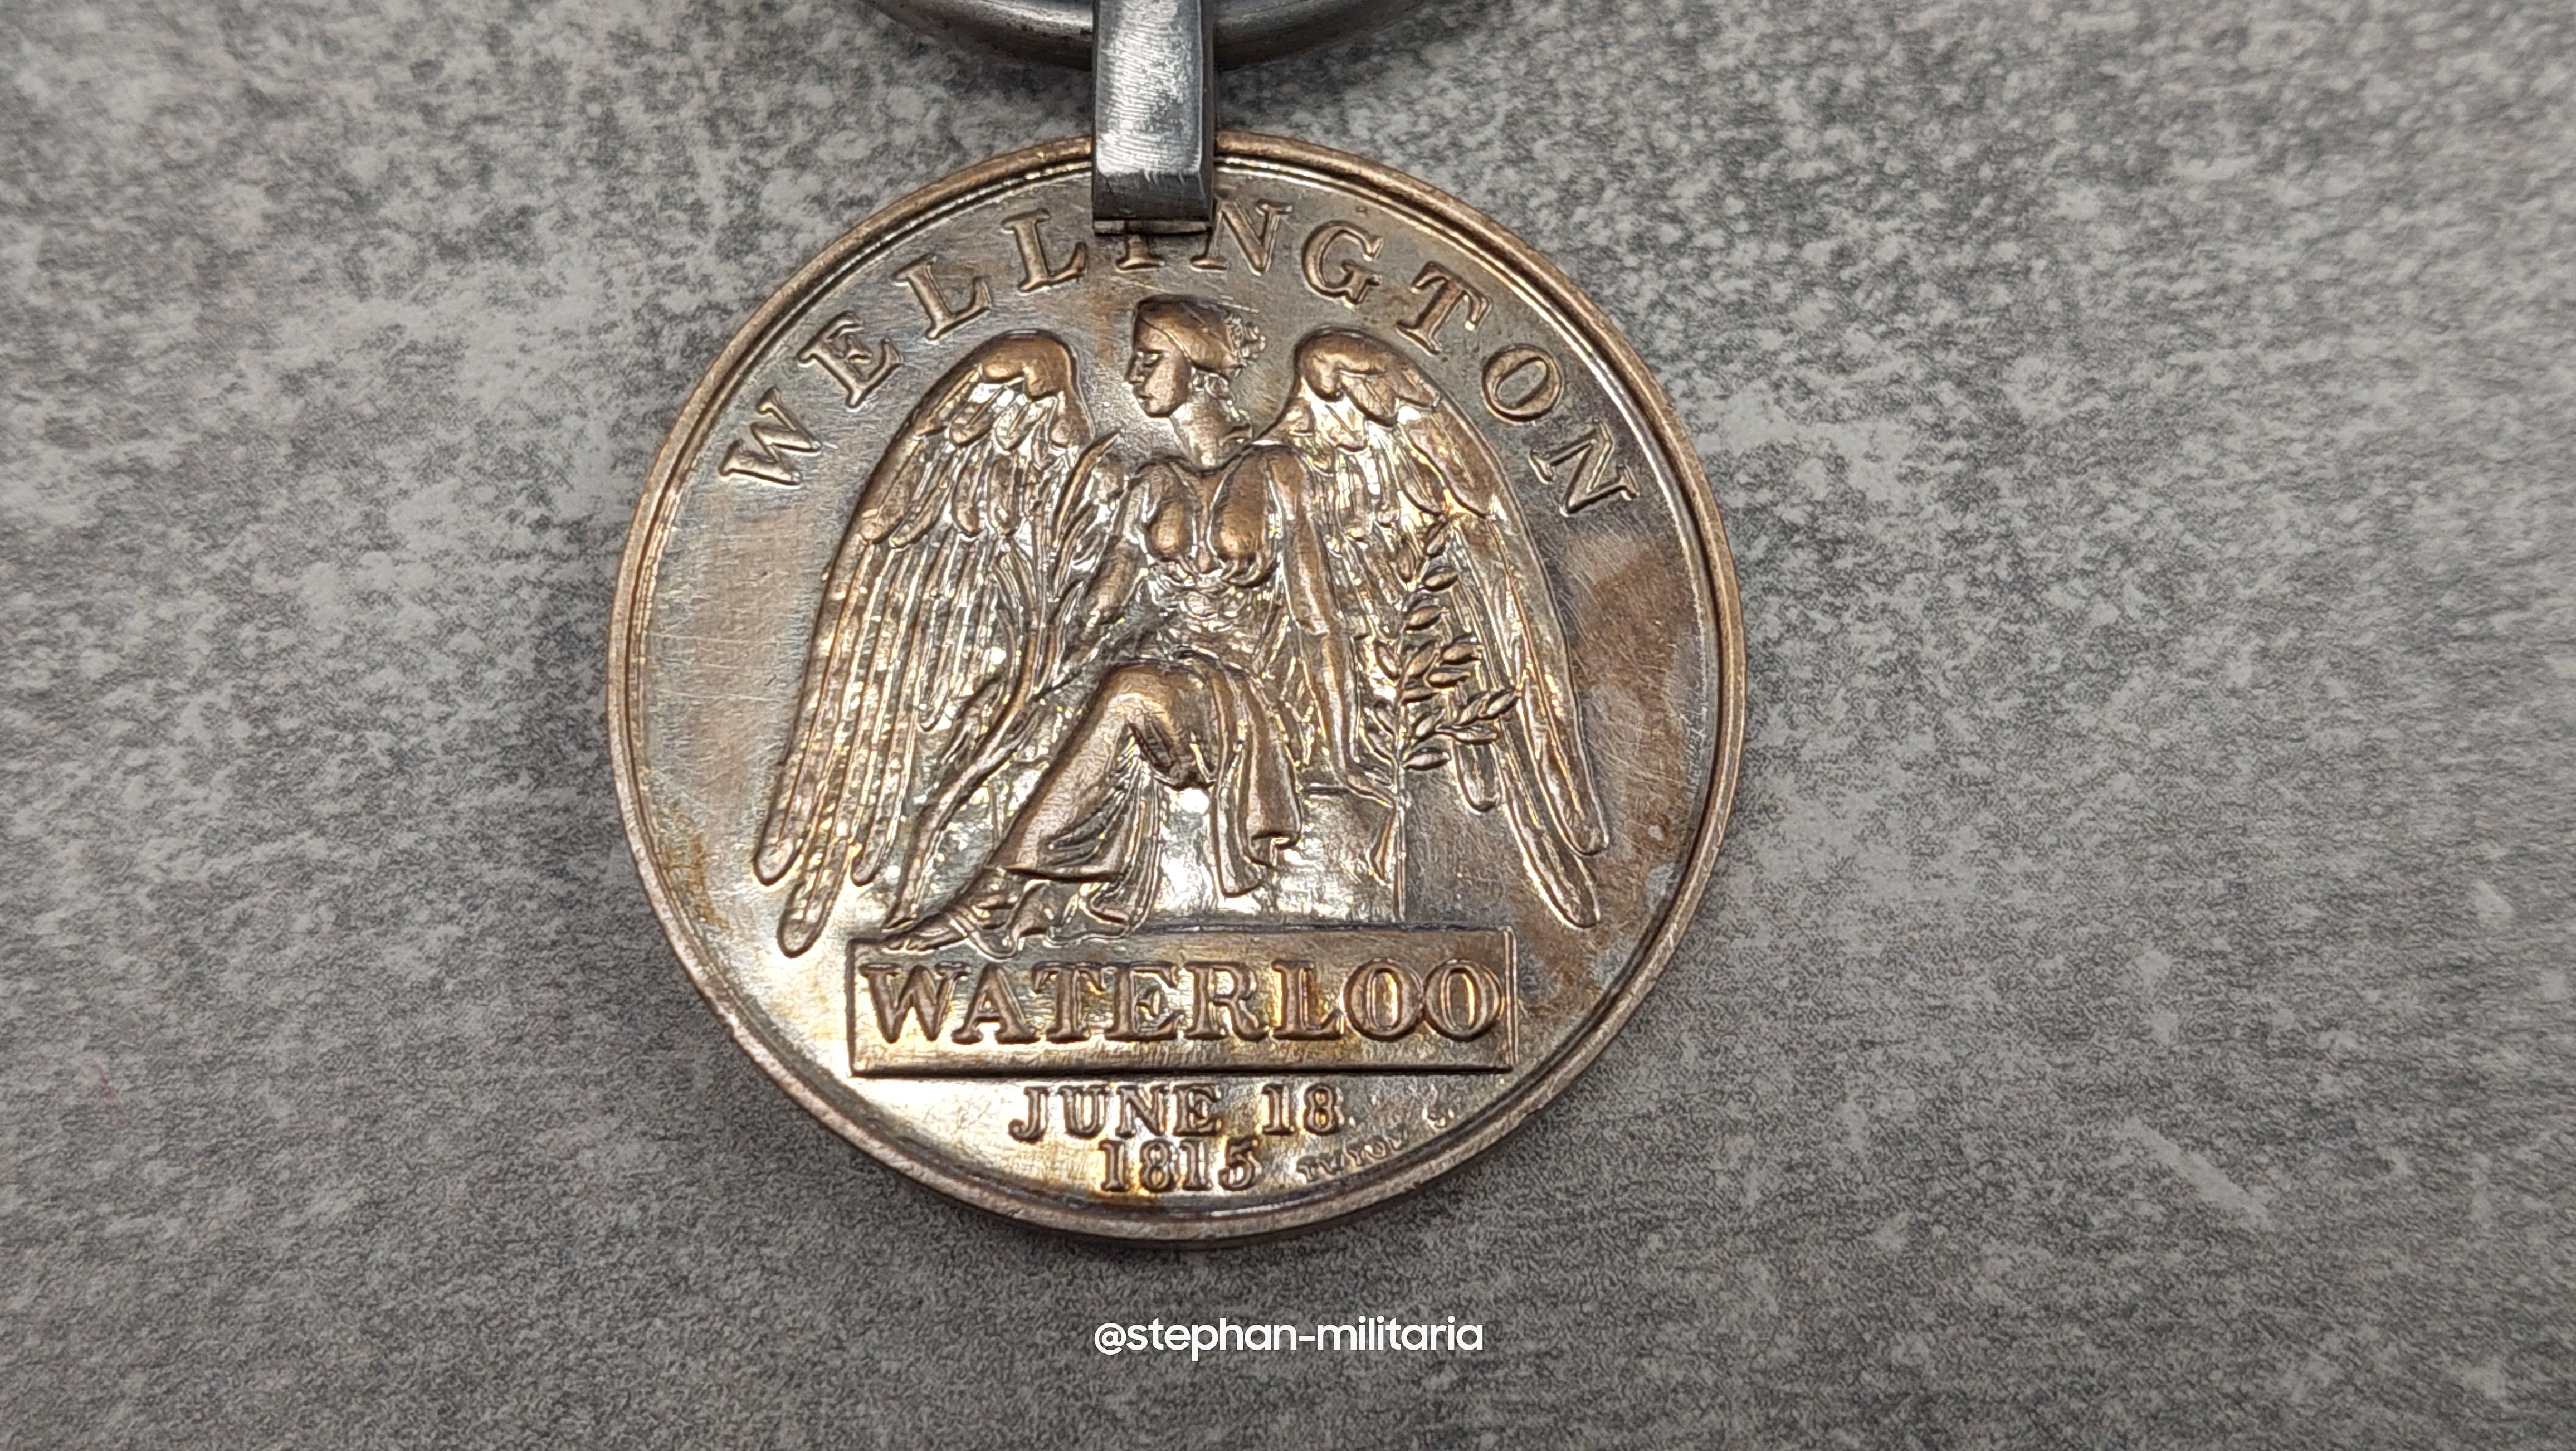 WELLINGTON
WATERLOO
JUNE 18
1815
@stephan-militaria